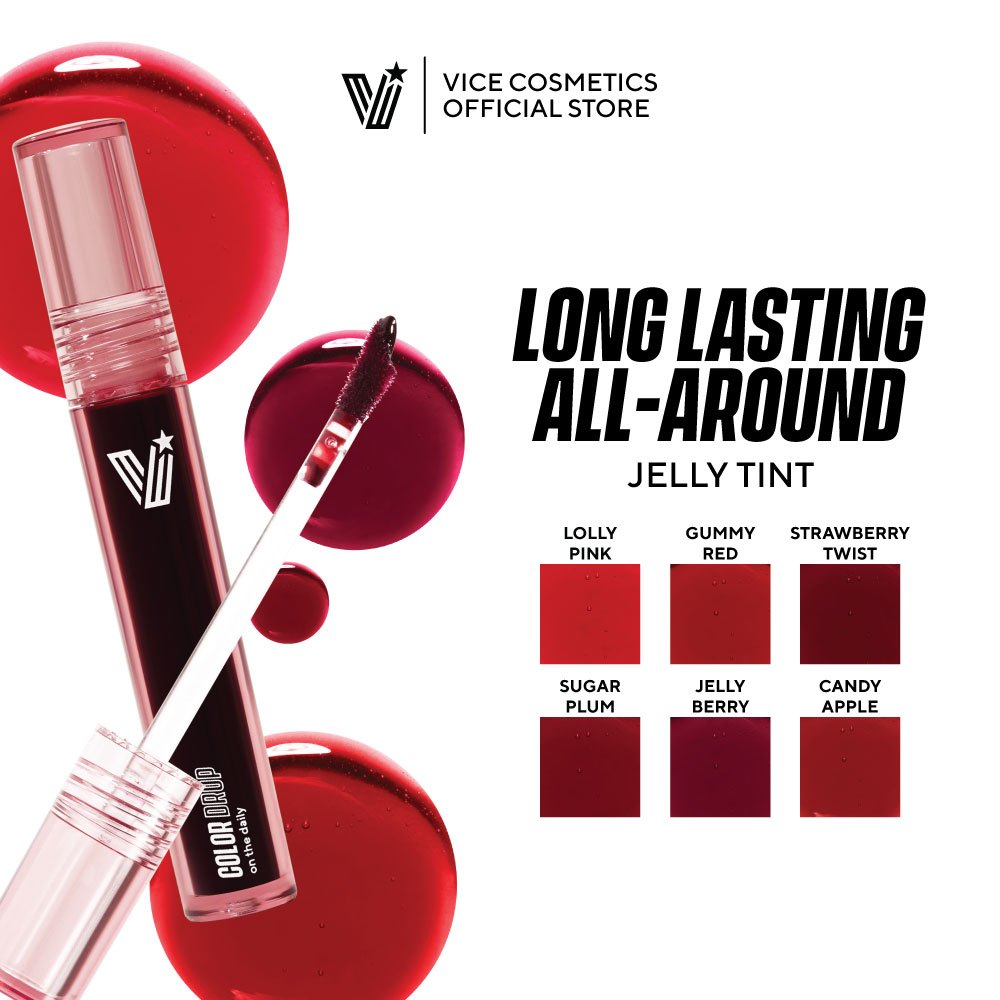 VICE COSMETICS
OFFICIAL STORE
LONG LASTING
ALL-AROUND
JELLY TINT
LOLLY
PINK
GUMMY
RED
STRAWBERRY
TWIST
SUGAR
PLUM
JELLY
BERRY
CANDY
APPLE
COLOR DROP
on the daily